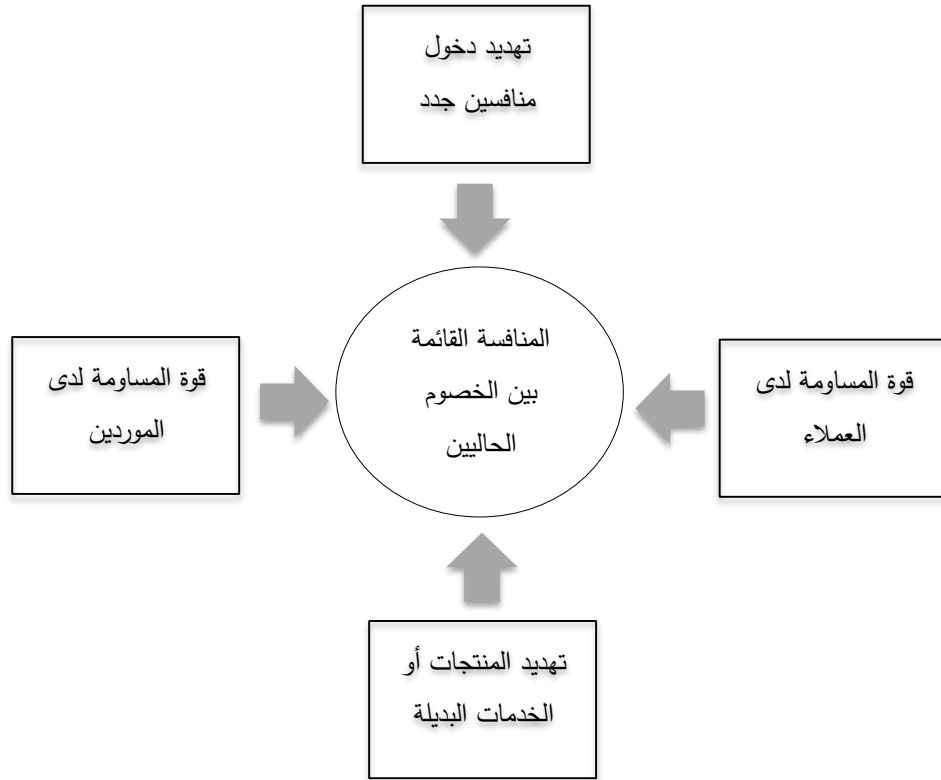 تهديد دخول
منافسين جدد
المنافسة القائمة
بين الخصوم
الحاليين
قوة المساومة لدى
العملاء
قوة المساومة لدى
الموردين
تهديد المنتجات أو
الخدمات البديلة